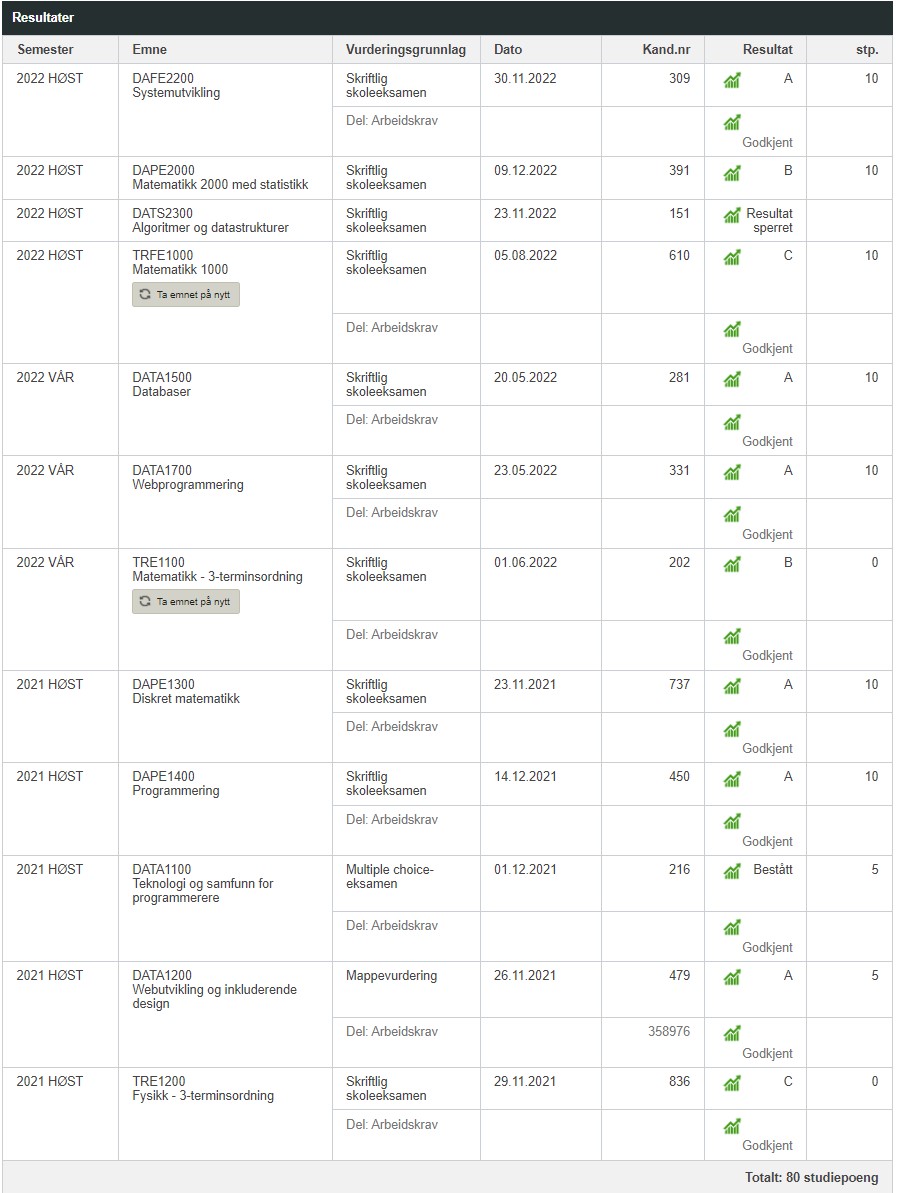 Resultater
Semester Emne Vurderingsgrunnlag Dato Kand.nr Resultat stp.
2022 HØST DAFE2200 Skriftlig 30.11.2022 309 A 10
Systemutvikling skoleeksamen
Del: Arbeidskrav
Godkjent
2022 HØST DAPE2000 Skriftlig 09.12.2022 391 B 10
Matematikk 2000 med statistikk skoleeksamen
2022 HØST DATS2300 Skriftlig 23.11.2022 151 Resultat
Algoritmer og datastrukturer skoleeksamen sperret
2022 HØST TRFE1000 Skriftlig 05.08.2022 610 C 10
Matematikk 1000 skoleeksamen
Ta emnet på nytt
Del: Arbeidskrav
Godkjent
2022 VÅR DATA1500 Skriftlig 20.05.2022 281 A 10
Databaser skoleeksamen
Del: Arbeidskrav
Godkjent
2022 VÅR DATA1700 Skriftlig 23.05.2022 331 A 10
Webprogrammering skoleeksamen
Del: Arbeidskrav
Godkjent
2022 VÅR TRE1100 Skriftlig 01.06.2022 202 B 0
Matematikk - 3-terminsordning skoleeksamen
Ta emnet på nytt
Del: Arbeidskrav
Godkjent
2021 HØST DAPE1300 Skriftlig 23.11.2021 737 A 10
Diskret matematikk skoleeksamen
Del: Arbeidskrav
Godkjent
2021 HØST DAPE1400 Skriftlig 14.12.2021 450 A 10
Programmering skoleeksamen
Del: Arbeidskrav
Godkjent
2021 HØST DATA1100 Multiple choice- 01.12.2021 216 Bestått 5
Teknologi og samfunn for eksamen
programmerere
Del: Arbeidskrav
Godkjent
2021 HØST DATA1200 Mappevurdering 26.11.2021 479 A 5
Webutvikling og inkluderende
design
Del: Arbeidskrav 358976
Godkjent
2021 HØST TRE1200 Skriftlig 29.11.2021 836 C 0
Fysikk - 3-terminsordning skoleeksamen
Del: Arbeidskrav
Godkjent
Totalt: 80 studiepoeng